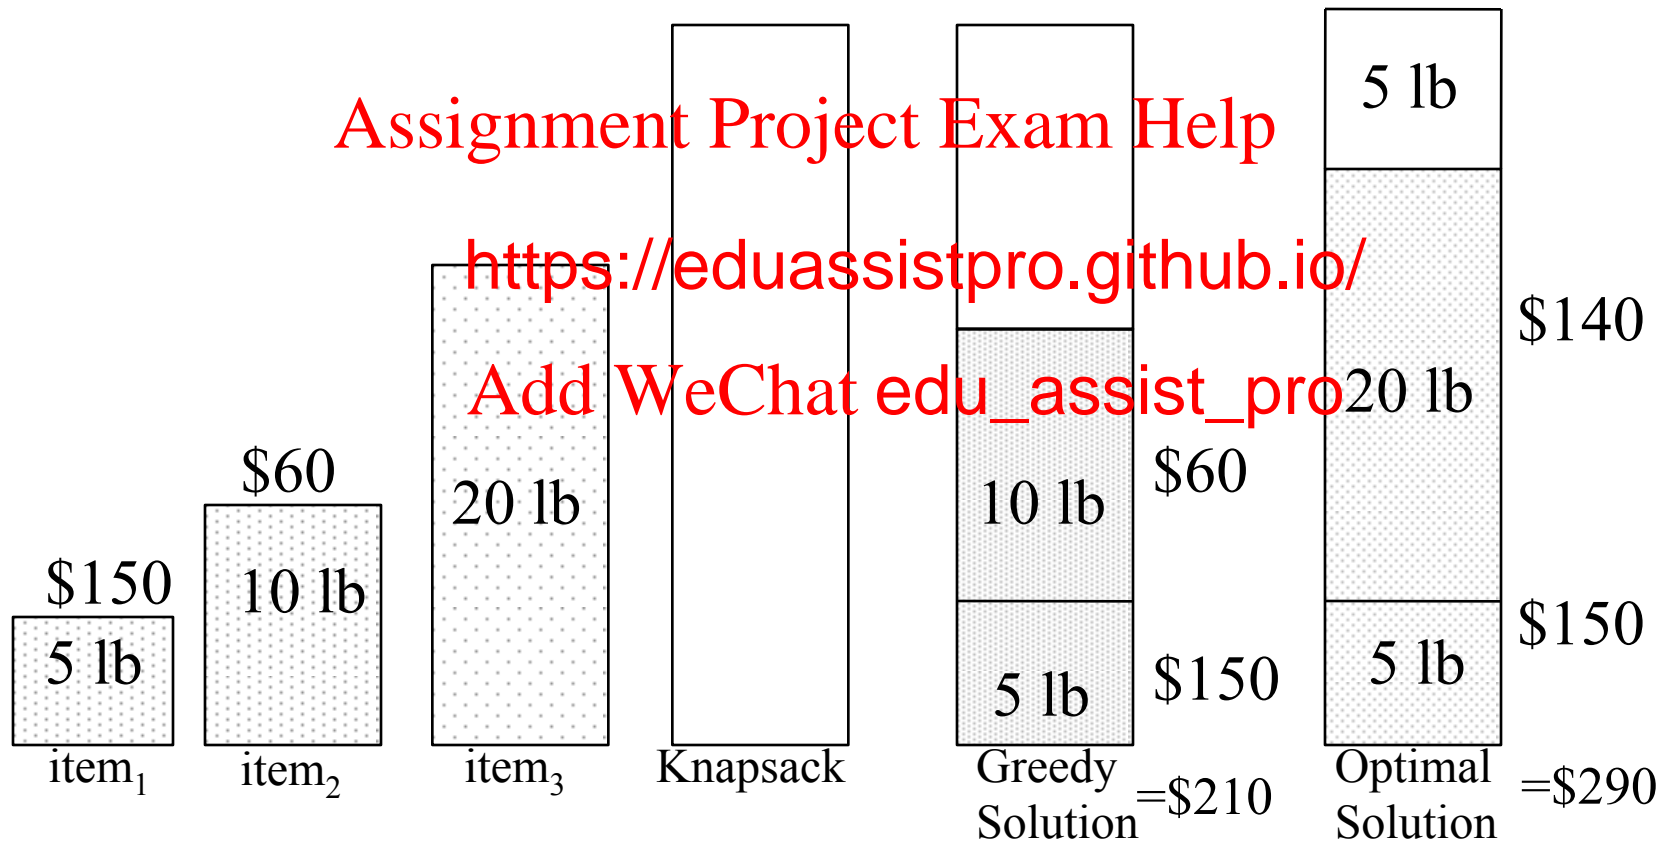 5 lb
Assignment Project Exam Help
https://eduassistpro.github.io/
$140
Add WeChat edu_assist_pro
20 lb
$60
$60
20 lb
10 lb
$150
10 lb
$150
5 lb
5 lb
$150
5 lb
item₁
item₂
item₃
Knapsack
Greedy
Solution
=$210
Optimal
Solution
=$290